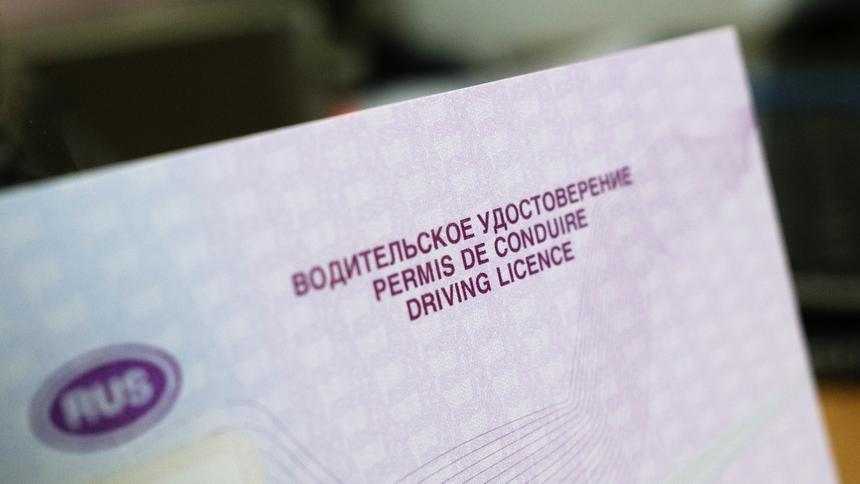 ВОДИТЕЛЬСКОЕ УДОСТОВЕРЕНИЕ
PERMIS DE CONDUIRE
DRIVING LICENCE
RUS